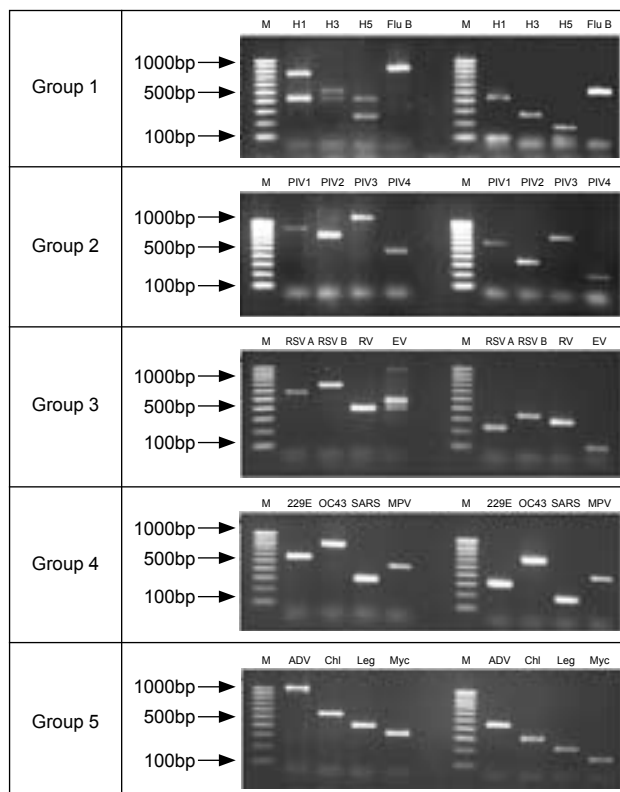 Group 1
M H1 H3 H5 Flu B M H1 H3 H5 Flu B
1000bp
500bp
100bp
Group 2
M PIV1 PIV2 PIV3 PIV4 M PIV1 PIV2 PIV3 PIV4
1000bp
500bp
100bp
Group 3
M RSV A RSV B RV EV M RSV A RSV B RV EV
1000bp
500bp
100bp
Group 4
M 229E OC43 SARS MPV M 229E OC43 SARS MPV
1000bp
500bp
100bp
Group 5
M ADV Chl Leg Myc M ADV Chl Leg Myc
1000bp
500bp
100bp